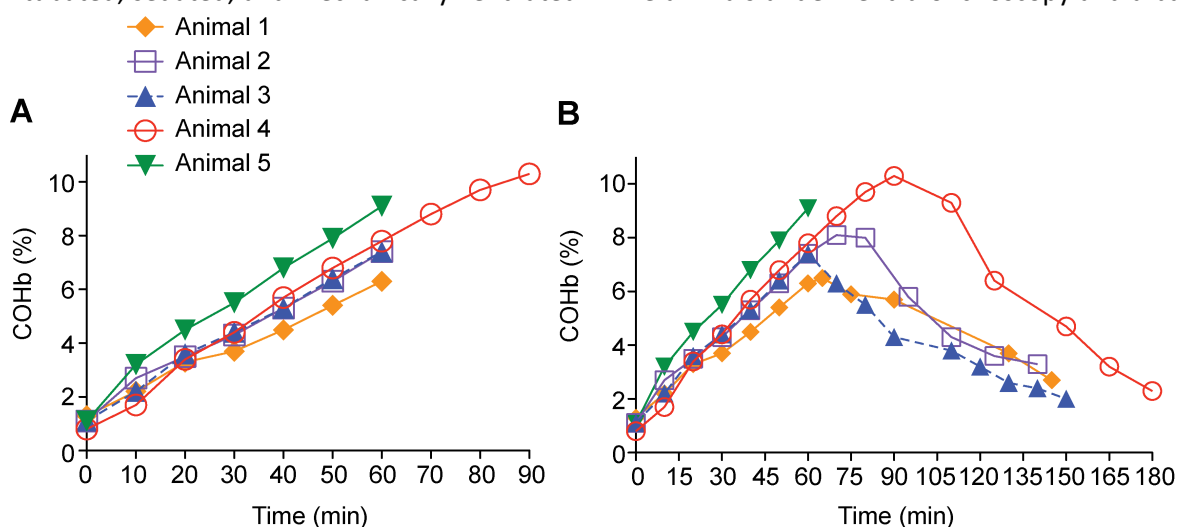 Animal 1
Animal 2
Animal 3
Animal 4
Animal 5
A
COHb (%)
10
8
6
4
2
0
0 10 20 30 40 50 60 70 80 90
Time (min)
B
COHb (%)
10
8
6
4
2
0
0 15 30 45 60 75 90 105 120 135 150 165 180
Time (min)